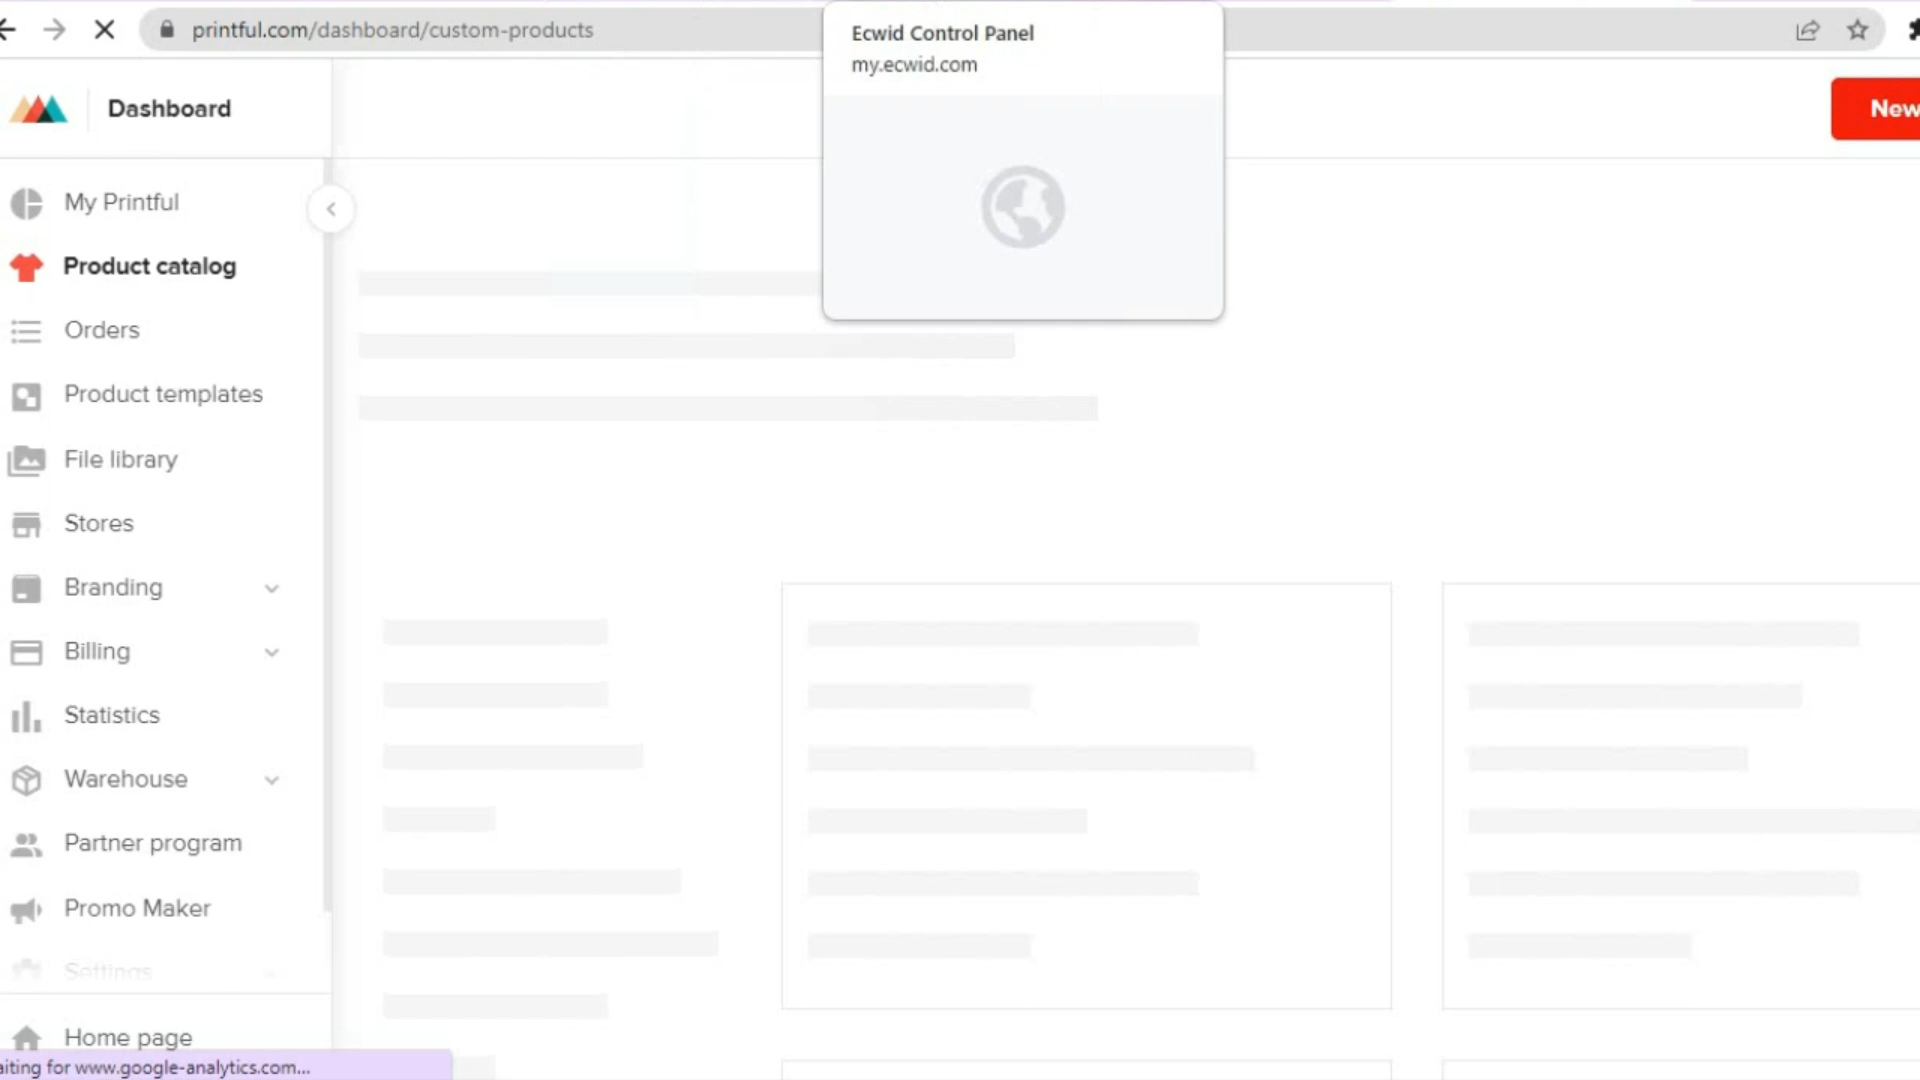 printful.com/dashboard/custom-products
Ecwid Control Panel
my.ecwid.com
Dashboard
New
My Printful
Product catalog
Orders
Product templates
File library
Stores
Branding
Billing
Statistics
Warehouse
Partner program
Promo Maker
Settings
Home page
aiting for www.google-analytics.com...